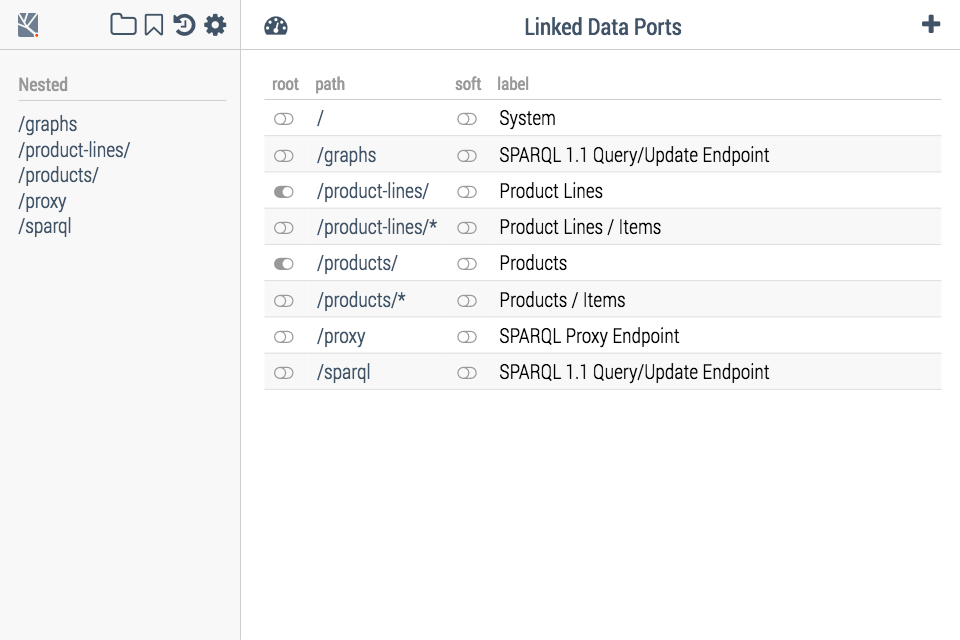 Linked Data Ports
Nested
/graphs
/product-lines/
/products/
/proxy
/sparql
root path soft label
/ System
/graphs SPARQL 1.1 Query/Update Endpoint
/product-lines/ Product Lines
/product-lines/* Product Lines / Items
/products/ Products
/products/* Products / Items
/proxy SPARQL Proxy Endpoint
/sparql SPARQL 1.1 Query/Update Endpoint